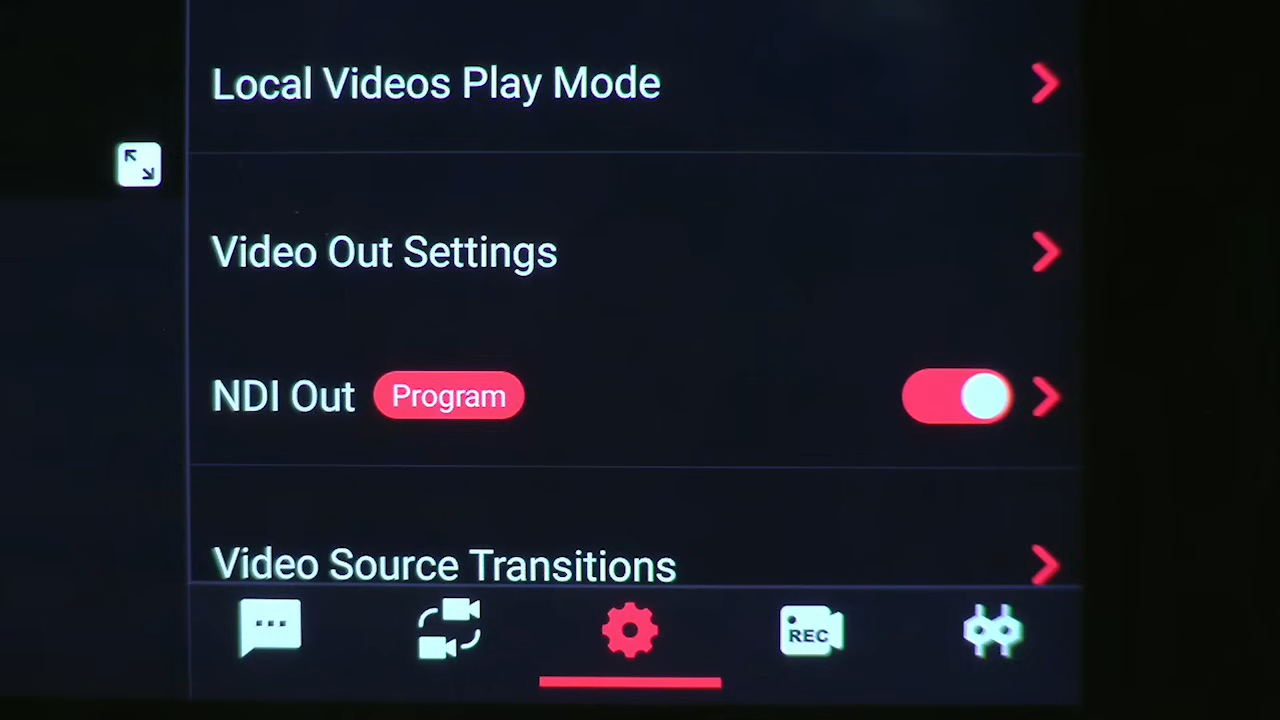 Local Videos Play Mode
Video Out Settings
NDI Out Program
Video Source Transitions
REC